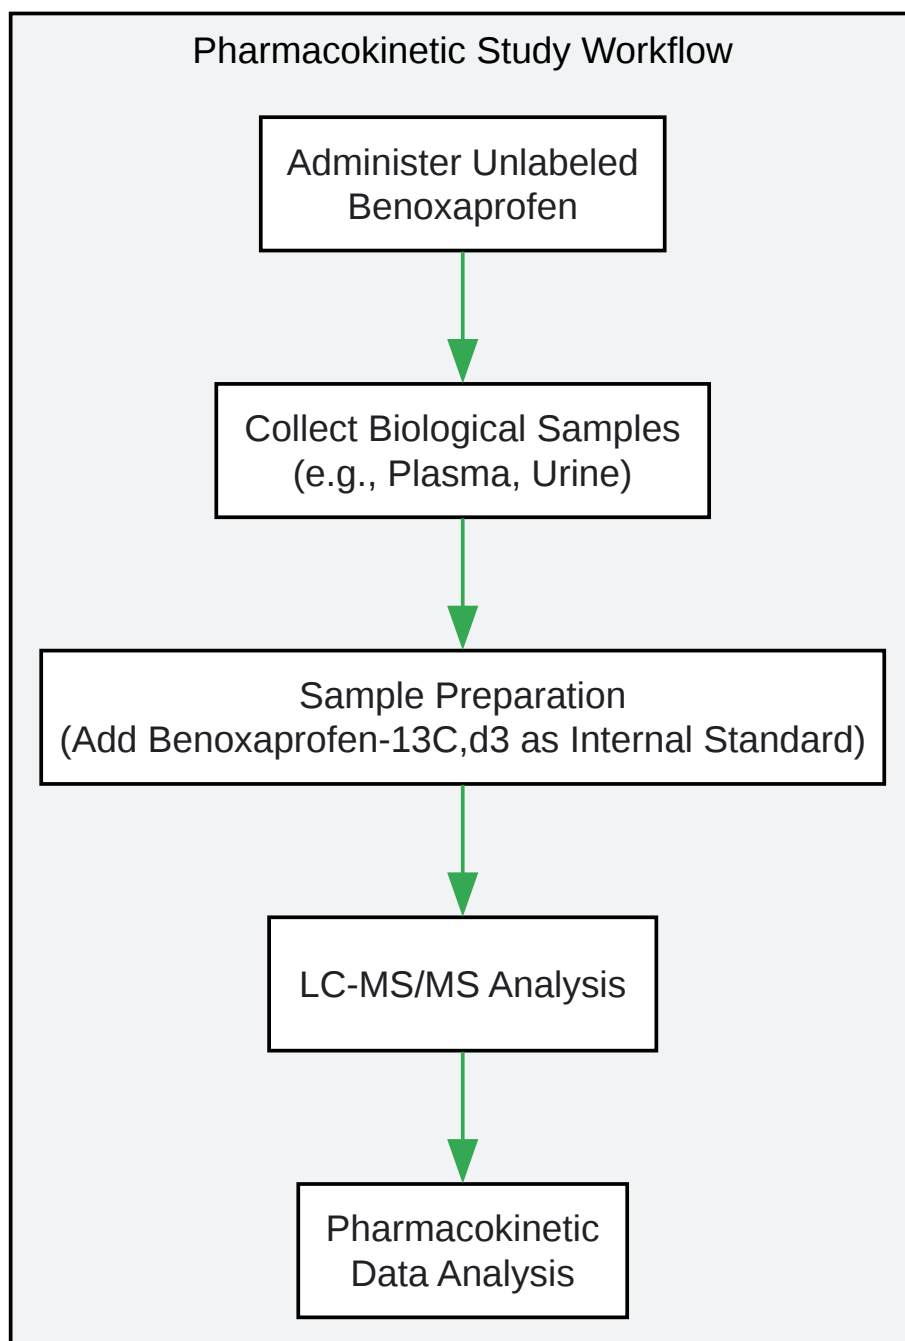 Pharmacokinetic Study Workflow
Administer Unlabeled
Benoxaprofen
Collect Biological Samples
(e.g., Plasma, Urine)
Sample Preparation
(Add Benoxaprofen-13C,d3 as Internal Standard)
LC-MS/MS Analysis
Pharmacokinetic
Data Analysis